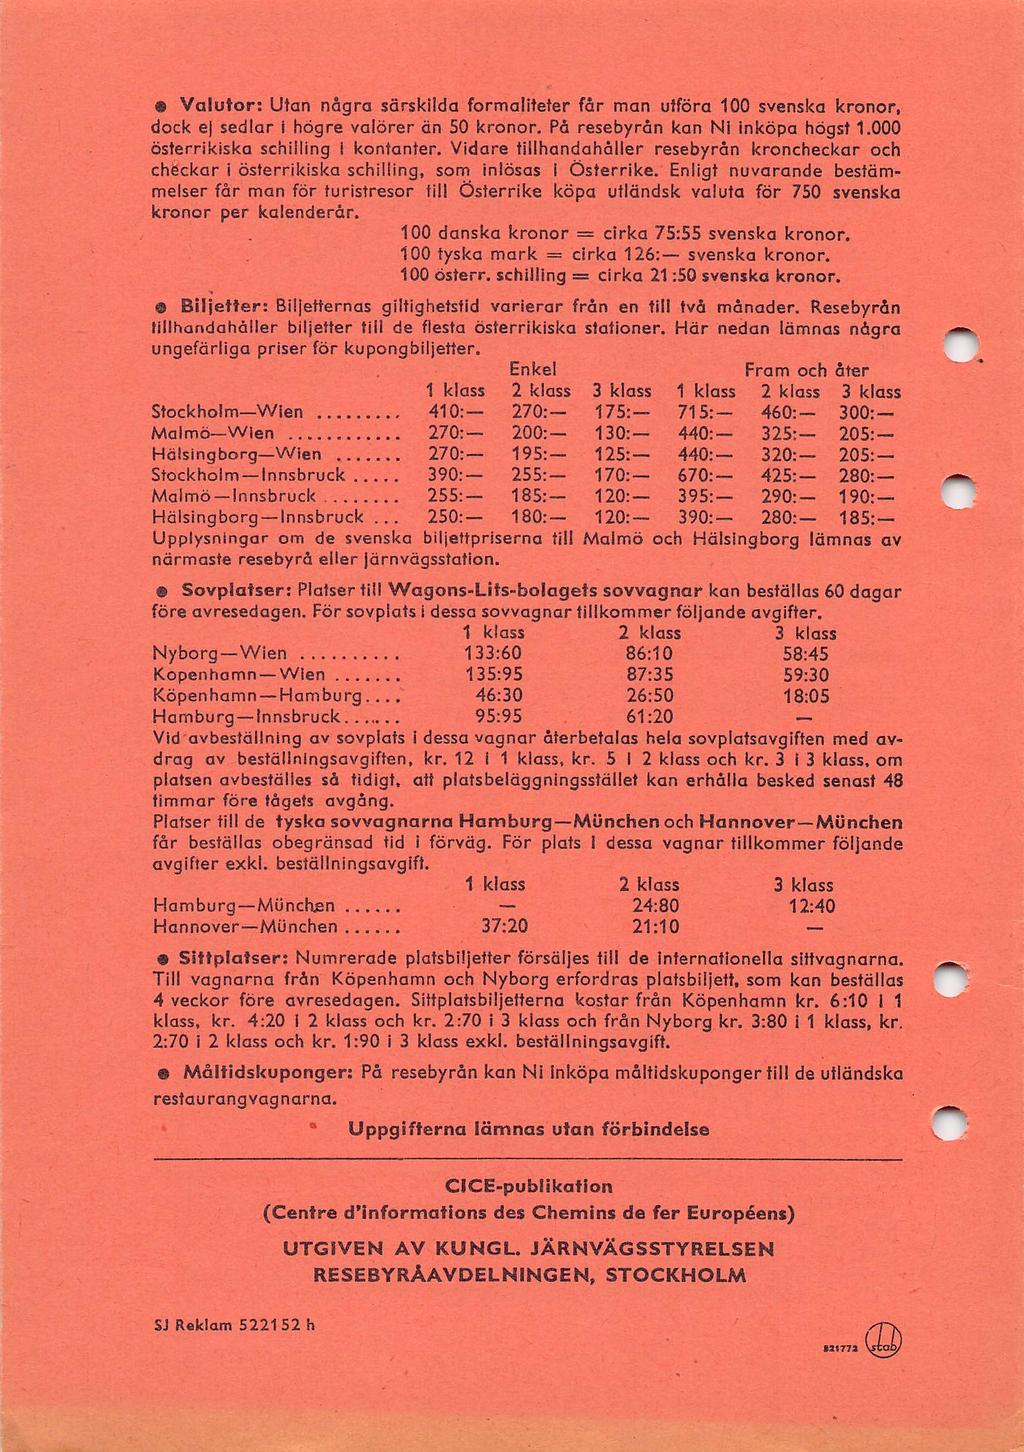 • Valutor: Utan några särskilda formaliteter får man utföra 100 svenska kronor,
dock ej sedlar i högre valörer än 50 kronor. På resebyrån kan Ni inköpa högst 1.000
österrikiska schilling i kontanter. Vidare tillhandahåller resebyrån kroncheckar och
checkar i österrikiska schilling, som inlösas i Österrike. Enligt nuvarande bestäm-
melser får man för turistresor till Österrike köpa utländsk valuta för 750 svenska
kronor per kalenderår.
100 danska kronor = cirka 75:55 svenska kronor.
100 tyska mark = cirka 126:— svenska kronor.
100 österr. schilling = cirka 21:50 svenska kronor.
• Biljetter: Biljetternas giltighetstid varierar från en till två månader. Resebyrån
tillhandahåller biljetter till de flesta österrikiska stationer. Här nedan lämnas några
ungefärliga priser för kupongbiljetter.
Enkel Fram och åter
1 klass 2 klass 3 klass 1 klass 2 klass 3 klass
Stockholm—Wien ......... 410:— 270:— 175:— 715:— 460:— 300:—
Malmö—Wien ............ 270:— 200:— 130:— 440:— 325:— 205:—
Hälsingborg—Wien ....... 270:— 195:— 125:— 440:— 320:— 205:—
Stockholm—Innsbruck ..... 390:— 255:— 170:— 670:— 425:— 280:—
Malmö—Innsbruck ........ 255:— 185:— 120:— 395:— 290:— 190:—
Hälsingborg—Innsbruck ... 250:— 180:— 120:— 390:— 280:— 185:—
Upplysningar om de svenska biljettpriserna till Malmö och Hälsingborg lämnas av
närmaste resebyrå eller järnvägsstation.
• Sovplatser: Platser till Wagons-Lits-bolagets sovvagnar kan beställas 60 dagar
före avresedagen. För sovplats i dessa sovvagnar tillkommer följande avgifter.
1 klass 2 klass 3 klass
Nyborg—Wien .......... 133:60 86:10 58:45
Kopenhamn—Wien ....... 135:95 87:35 59:30
Köpenhamn—Hamburg.... 46:30 26:50 18:05
Hamburg—Innsbruck...... 95:95 61:20 —
Vid avbeställning av sovplats i dessa vagnar återbetalas hela sovplatsavgiften med av-
drag av beställningsavgiften, kr. 12 i 1 klass, kr. 5 i 2 klass och kr. 3 i 3 klass, om
platsen avbeställes så tidigt, att platsbeläggningsstället kan erhålla besked senast 48
timmar före tågets avgång.
Platser till de tyska sovvagnarna Hamburg—München och Hannover—München
får beställas obegränsad tid i förväg. För plats i dessa vagnar tillkommer följande
avgifter exkl. beställningsavgift.
1 klass 2 klass 3 klass
Hamburg—München ...... — 24:80 12:40
Hannover—München ...... 37:20 21:10 —
• Sittplatser: Numrerade platsbiljetter försäljes till de internationella sittvagnarna.
Till vagnarna från Köpenhamn och Nyborg erfordras platsbiljett, som kan beställas
4 veckor före avresedagen. Sittplatsbiljetterna kostar från Köpenhamn kr. 6:10 i 1
klass, kr. 4:20 i 2 klass och kr. 2:70 i 3 klass och från Nyborg kr. 3:80 i 1 klass, kr.
2:70 i 2 klass och kr. 1:90 i 3 klass exkl. beställningsavgift.
• Måltidskuponger: På resebyrån kan Ni inköpa måltidskuponger till de utländska
restaurangvagnarna.
Uppgifterna lämnas utan förbindelse
CICE-publikation
(Centre d'informations des Chemins de fer Européens)
UTGIVEN AV KUNGL. JÄRNVÄGSSTYRELSEN
RESEBYRÅAVDELNINGEN, STOCKHOLM
SJ Reklam 522152 h
821772 stab